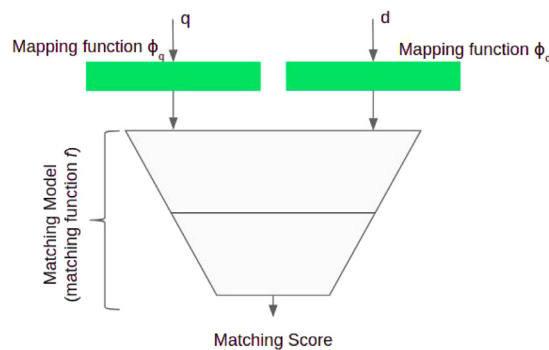 q
d
Mapping function ϕq
Mapping function ϕd
Matching Model
(matching function f)
Matching Score